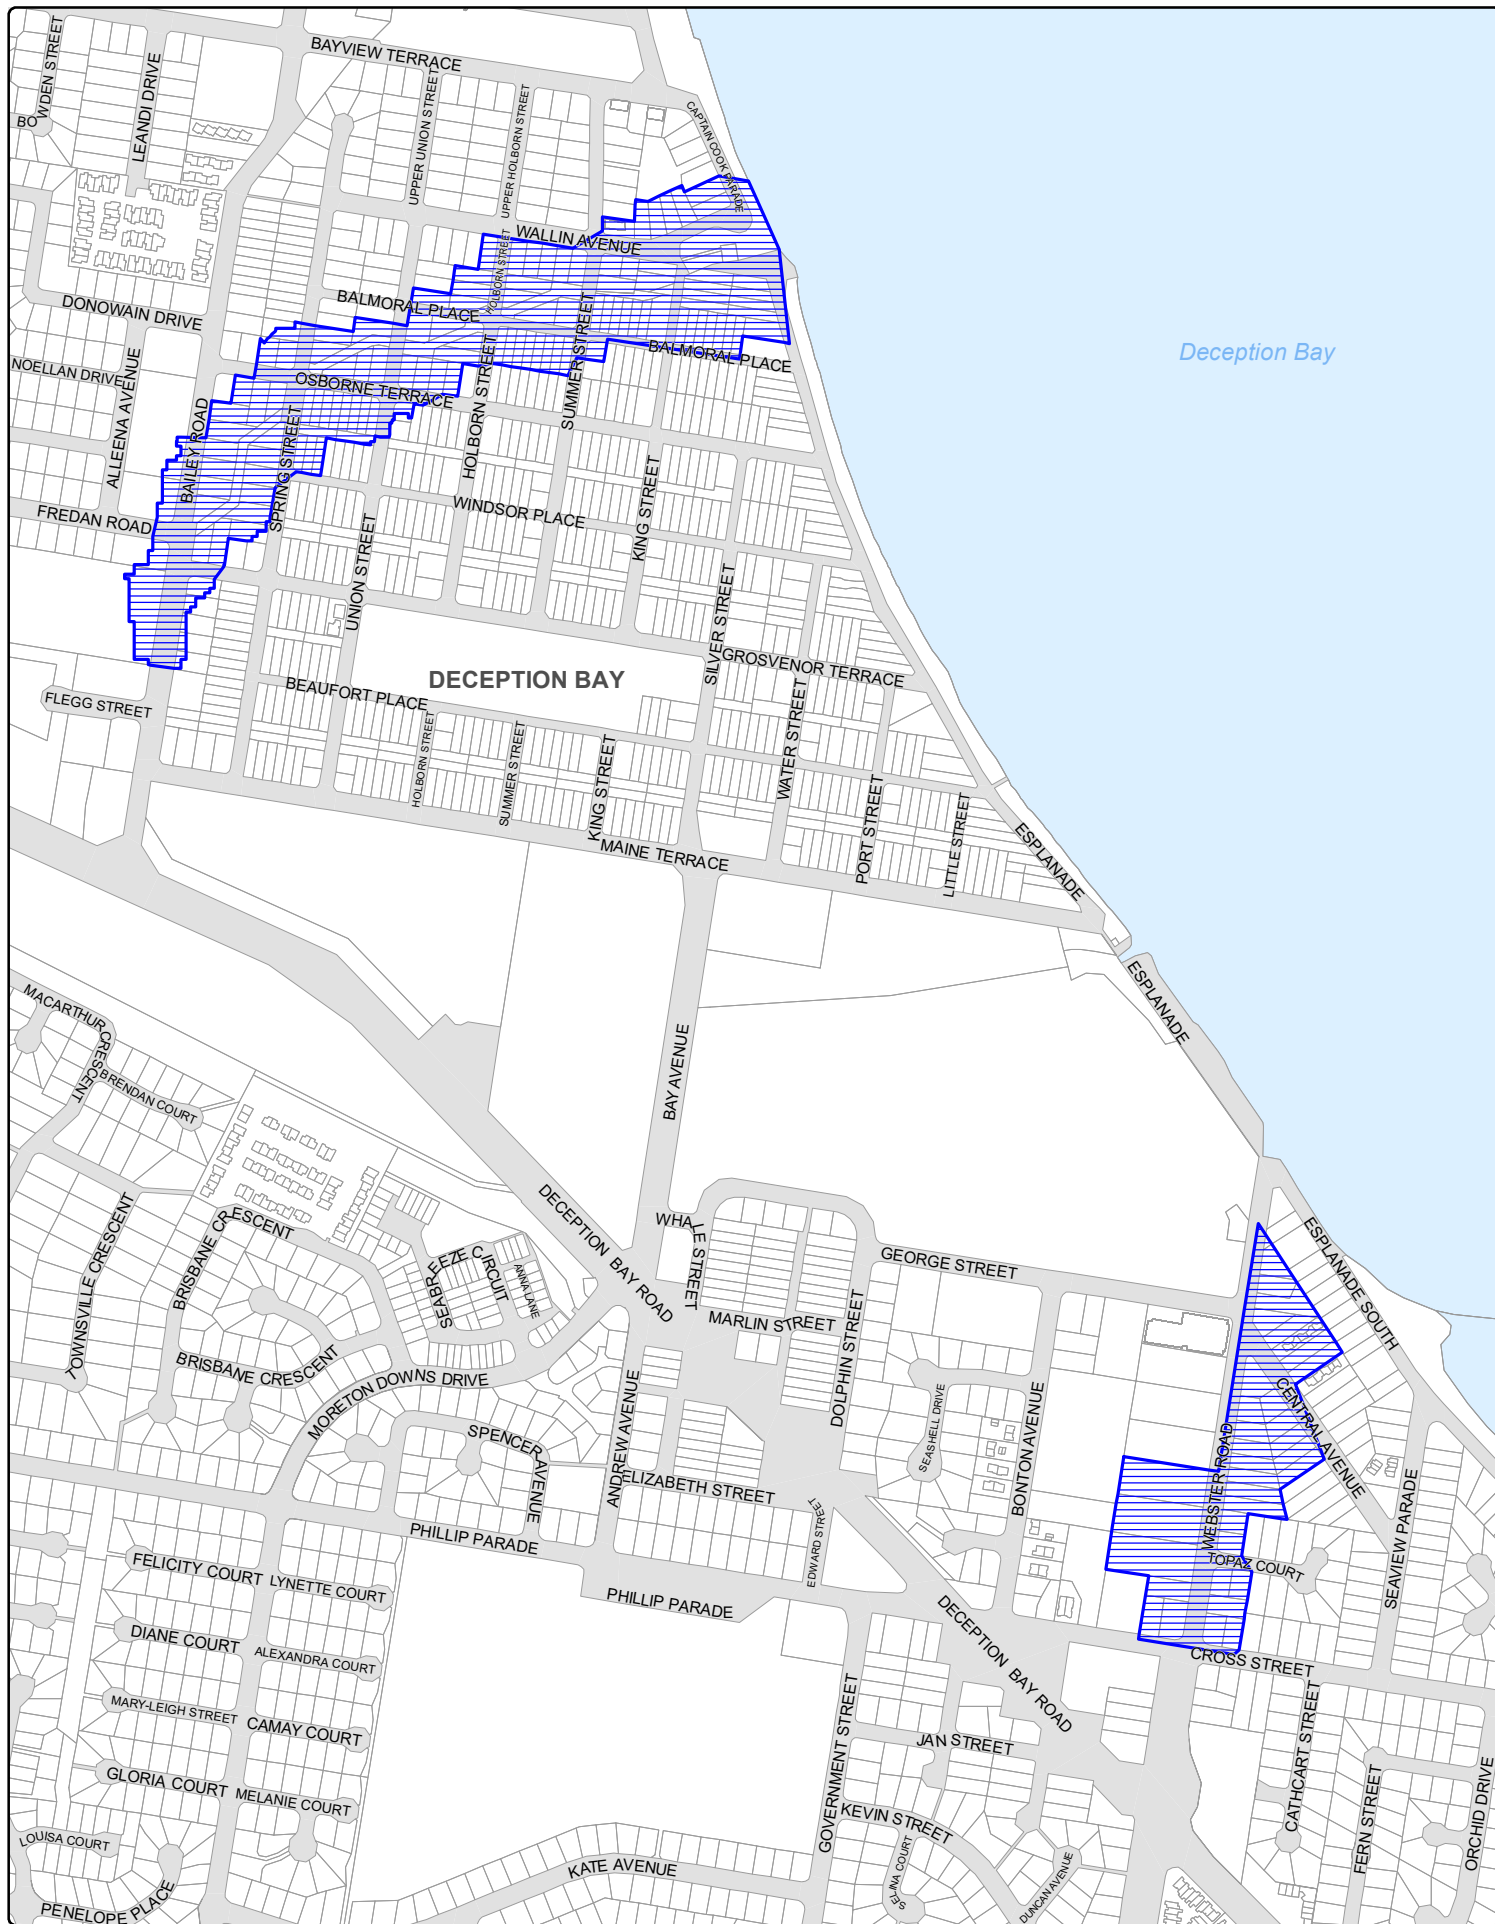 BAYVIEW TERRACE
BOWDEN STREET
LEANDI DRIVE
UPPER UNION STREET
UPPER HOLBORN STREET
CAPTAIN COOK PARADE
WALLIN AVENUE
HOLBORN STREET
DONOWAIN DRIVE
BALMORAL PLACE
SUMMER STREET
BALMORAL PLACE
Deception Bay
NOELLAN DRIVE
ALLEENA AVENUE
OSBORNE TERRACE
HOLBORN STREET
BAILEY ROAD
SPRING STREET
KING STREET
WINDSOR PLACE
FREDAN ROAD
UNION STREET
SILVER STREET
GROSVENOR TERRACE
DECEPTION BAY
BEAUFORT PLACE
FLEGG STREET
WATER STREET
HOLBORN STREET
SUMMER STREET
KING STREET
PORT STREET
LITTLE STREET
ESPLANADE
MAINE TERRACE
ESPLANADE
MACARTHUR CRESCENT
BRENDAN COURT
BAY AVENUE
TOWNSVILLE CRESCENT
BRISBANE CRESCENT
DECEPTION BAY ROAD
WHALE STREET
SEABREEZE CIRCUIT
ANNA LANE
GEORGE STREET
ESPLANADE SOUTH
MARLIN STREET
DOLPHIN STREET
BRISBANE CRESCENT
MORETON DOWNS DRIVE
ANDREW AVENUE
SEASHELL DRIVE
BONTON AVENUE
CENTRAL AVENUE
WEBSTER ROAD
SPENCER AVENUE
ELIZABETH STREET
EDWARD STREET
SEAVIEW PARADE
PHILLIP PARADE
FELICITY COURT
LYNETTE COURT
TOPAZ COURT
PHILLIP PARADE
DECEPTION BAY ROAD
DIANE COURT
ALEXANDRA COURT
CROSS STREET
MARY-LEIGH STREET
CAMAY COURT
GOVERNMENT STREET
JAN STREET
CATHCART STREET
FERN STREET
ORCHID DRIVE
GLORIA COURT
MELANIE COURT
KEVIN STREET
LOUISA COURT
KATE AVENUE
SELINA COURT
DUNCAN AVENUE
PENELOPE PLACE